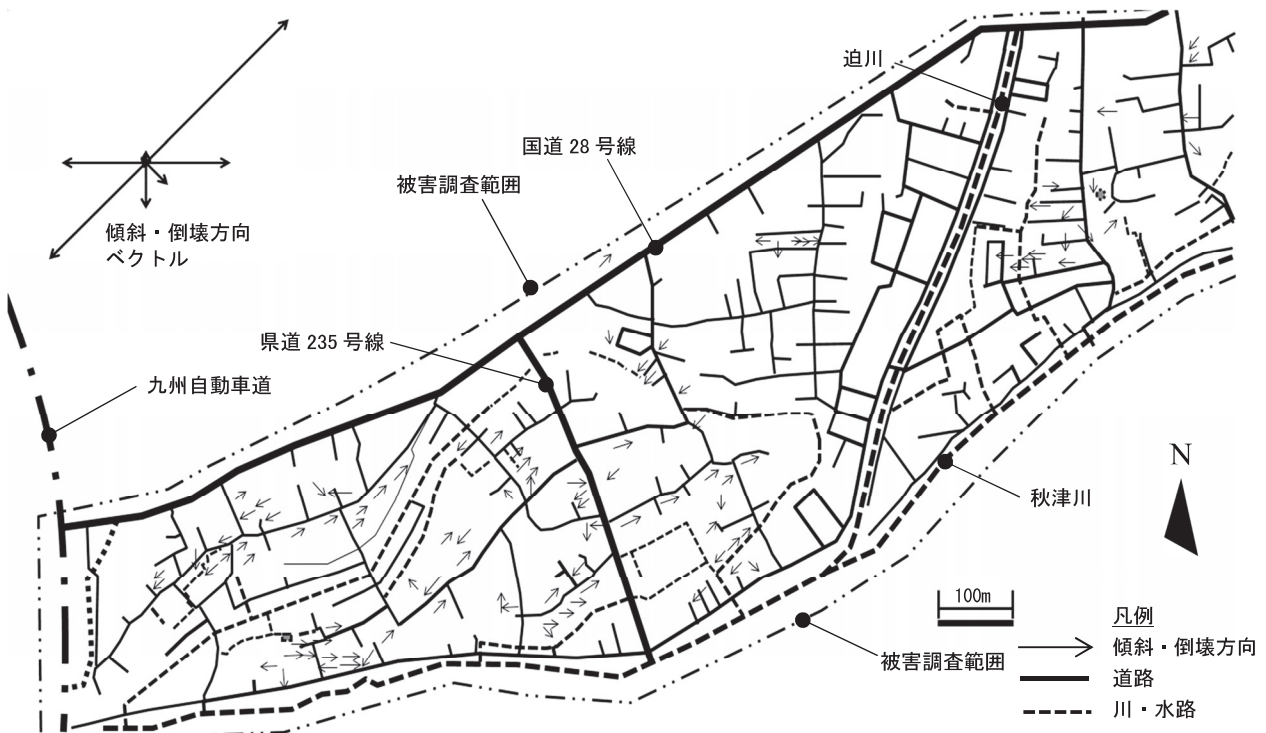 迫川
国道 28 号線
被害調査範囲
傾斜・倒壊方向
ベクトル
県道 235 号線
九州自動車道
N
秋津川
100m
凡例
傾斜・倒壊方向
被害調査範囲
道路
川・水路